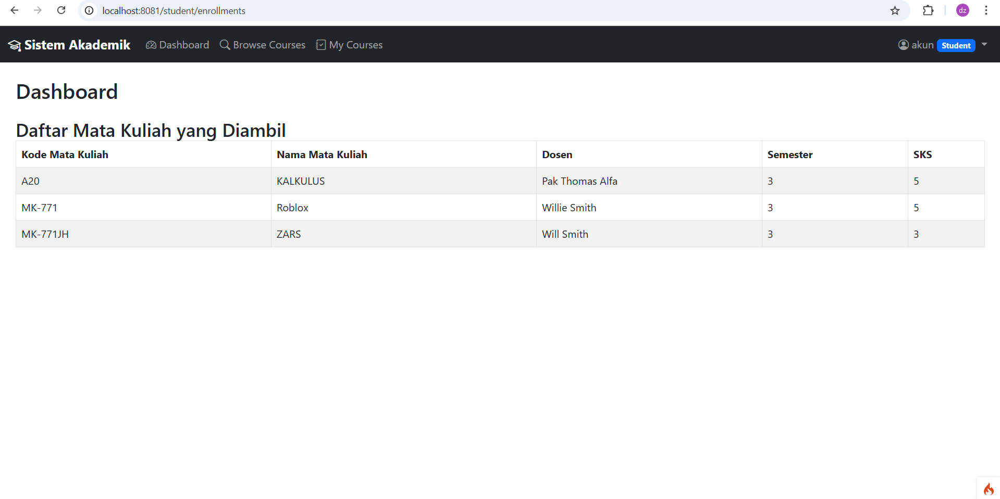 localhost:8081/student/enrollments
dz
Sistem Akademik Dashboard Browse Courses My Courses akun Student
Dashboard
Daftar Mata Kuliah yang Diambil
Kode Mata Kuliah Nama Mata Kuliah Dosen Semester SKS
A20 KALKULUS Pak Thomas Alfa 3 5
MK-771 Roblox Willie Smith 3 5
MK-771JH ZARS Will Smith 3 3